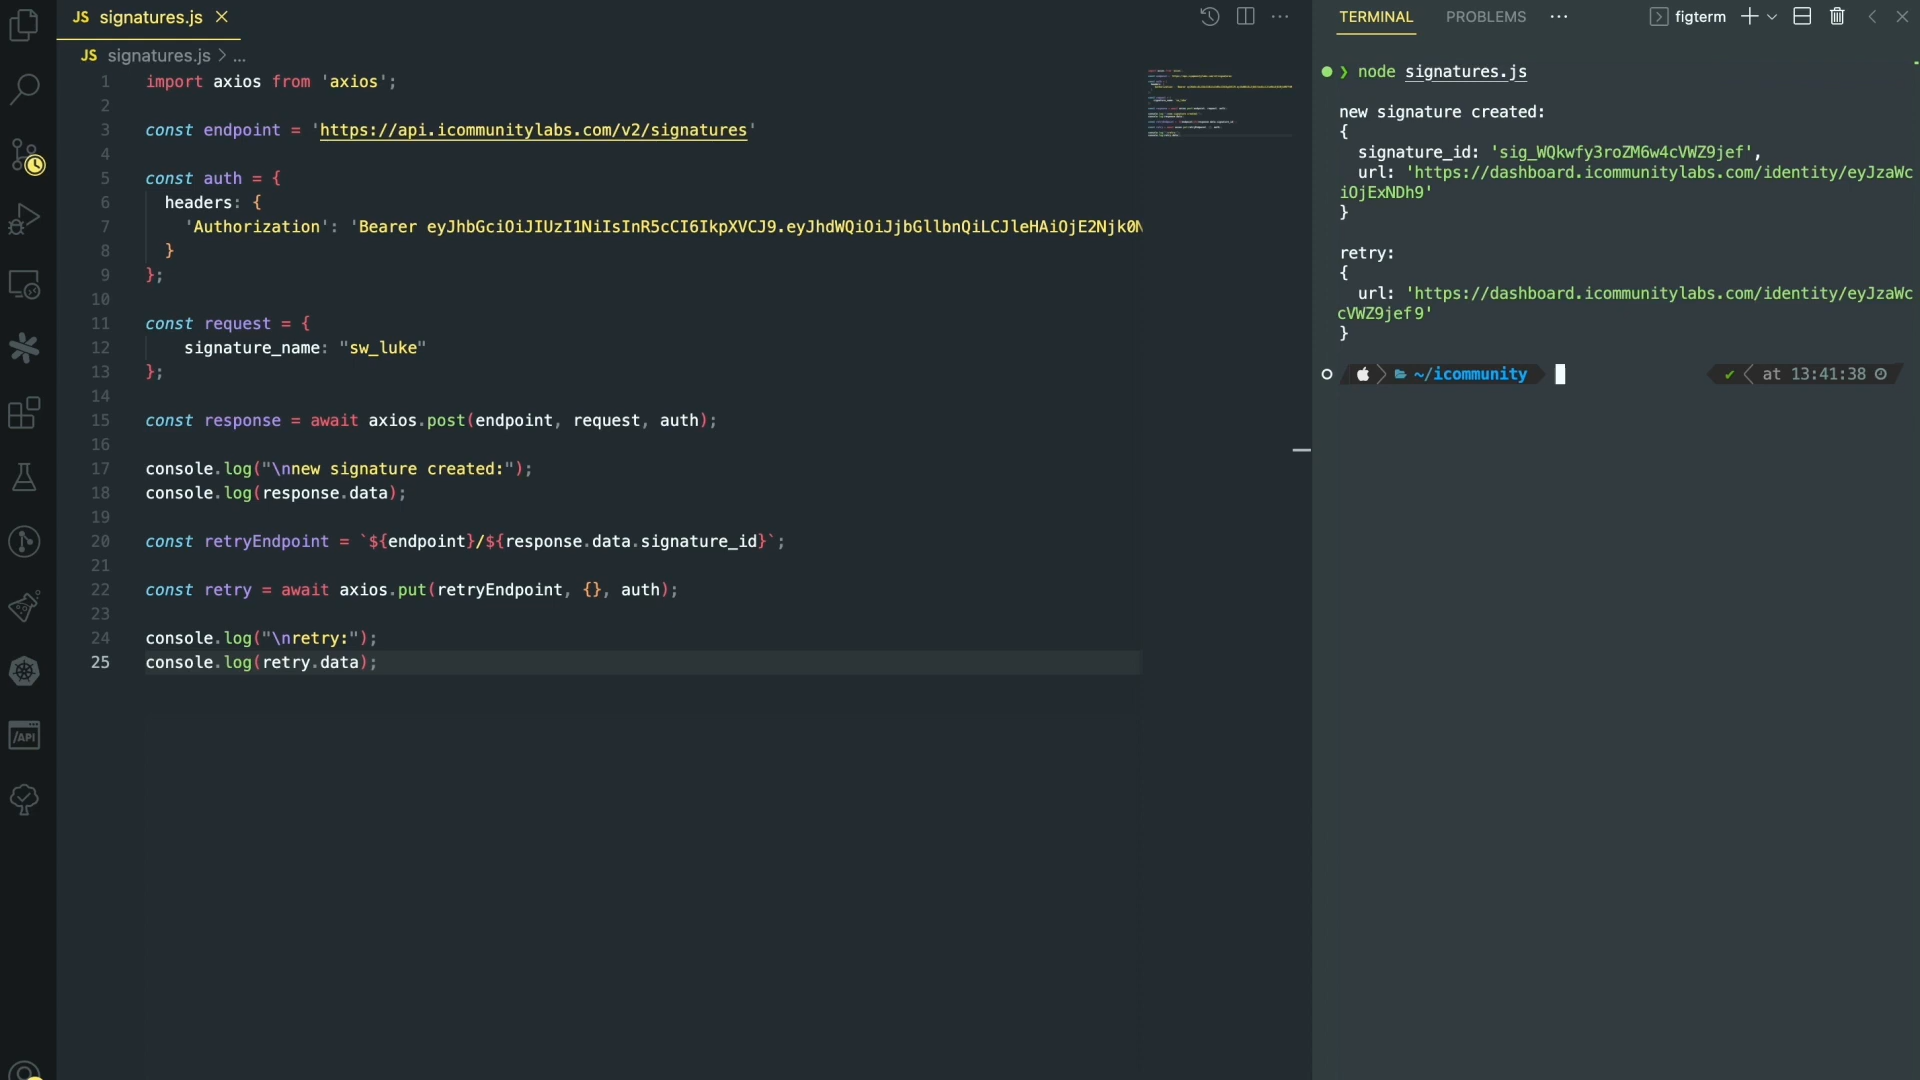 JS signatures.js
JS signatures.js > ...
1 import axios from 'axios';
2
3 const endpoint = 'https://api.icommunitylabs.com/v2/signatures'
4
5 const auth = {
6 headers: {
7 'Authorization': 'Bearer eyJhbGciOiJIUzI1NiIsInR5cCI6IkpXVCJ9.eyJhdWQiOiJjbGllbnQiLCJleHAiOjE2Njk0N
8 }
9 };
10
11 const request = {
12 signature_name: "sw_luke"
13 };
14
15 const response = await axios.post(endpoint, request, auth);
16
17 console.log("\nnew signature created:");
18 console.log(response.data);
19
20 const retryEndpoint = `${endpoint}/${response.data.signature_id}`;
21
22 const retry = await axios.put(retryEndpoint, {}, auth);
23
24 console.log("\nretry:");
25 console.log(retry.data);
/API
TERMINAL PROBLEMS ... figterm
❯ node signatures.js
new signature created:
{
signature_id: 'sig_WQkwfy3roZM6w4cVWZ9jef',
url: 'https://dashboard.icommunitylabs.com/identity/eyJzaWc
iOjExNDh9'
}
retry:
{
url: 'https://dashboard.icommunitylabs.com/identity/eyJzaWc
cVWZ9jef9'
}
~/icommunity ✔ at 13:41:38